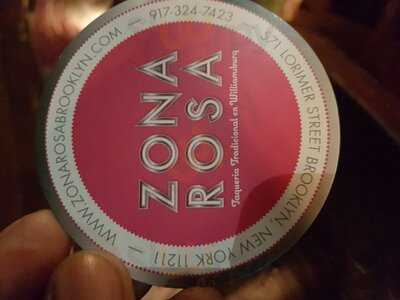 ZONA
ROSA
Taqueria Tradicional en Williamsburg
571 LORIMER STREET BROOKLYN, NEW YORK 11211
WWW.ZONAROSABROOKLYN.COM
917-324-7423